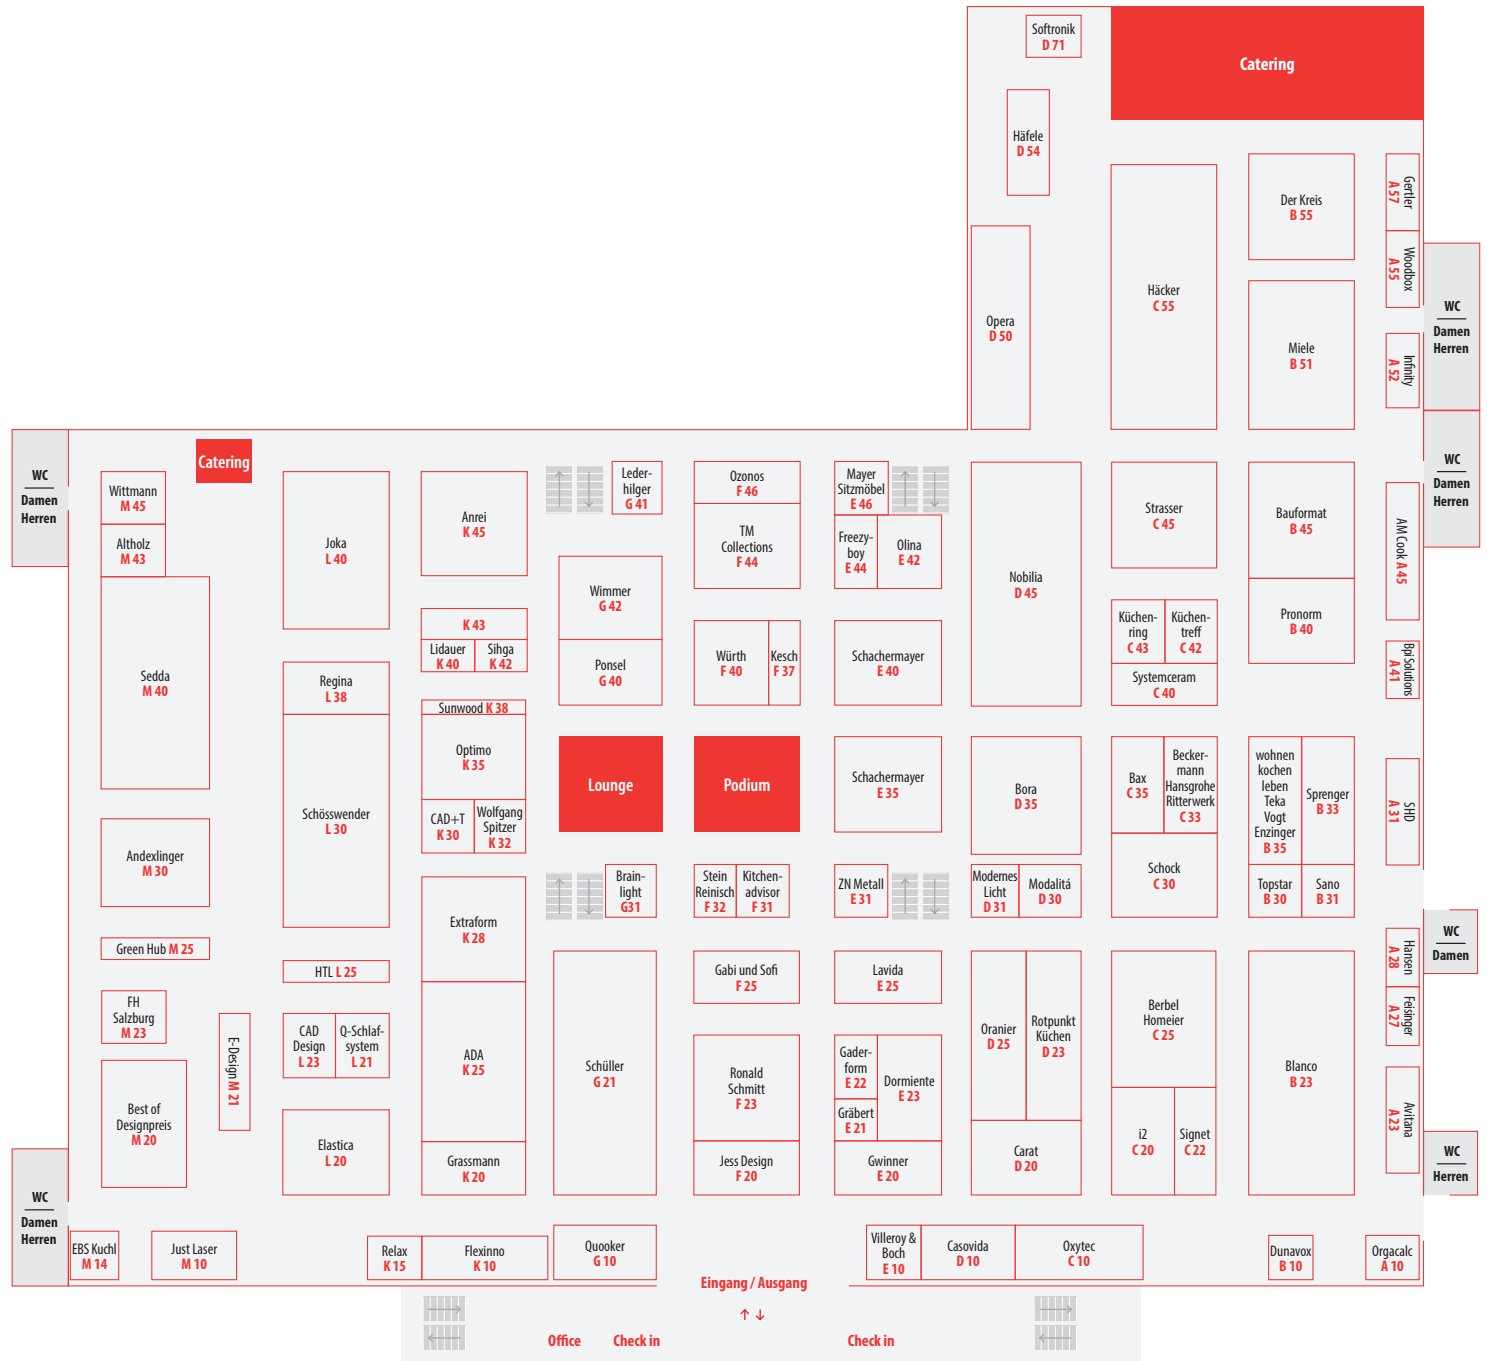 Softronik
D 71
Catering
Häfele
D 54
Gertler
A 57
Der Kreis
B 55
Woodbox
A 55
Häcker
C 55
Opera
D 50
Miele
B 51
Infinity
A 52
WC
Damen
Herren
WC
Damen
Herren
Catering
WC
Damen
Herren
Wittmann
M 45
Altholz
M 43
Joka
L 40
Anrei
K 45
Leder-
hilger
G 41
Ozonos
F 46
TM
Collections
F 44
Mayer
Sitzmöbel
E 46
Freezy-
boy
E 44
Olina
E 42
Nobilia
D 45
Strasser
C 45
Bauformat
B 45
AM Cook A 45
Wimmer
G 42
K 43
Lidauer
K 40
Sihga
K 42
Ponsel
G 40
Würth
F 40
Kesch
F 37
Schachermayer
E 40
Küchen-
ring
C 43
Küchen-
treff
C 42
Systemceram
C 40
Pronorm
B 40
Bpi Solutions
A 41
Sedda
M 40
Regina
L 38
Sunwood K 38
Optimo
K 35
Lounge
Podium
Schachermayer
E 35
Bora
D 35
Bax
C 35
Becker-
mann
Hansgrohe
Ritterwerk
C 33
wohnen
kochen
leben
Teka
Vogt
Enzinger
B 35
Sprenger
B 33
SHD
A 31
Schösswender
L 30
CAD+T
K 30
Wolfgang
Spitzer
K 32
Andexlinger
M 30
Brain-
light
G31
Stein
Reinisch
F 32
Kitchen-
advisor
F 31
ZN Metall
E 31
Modernes
Licht
D 31
Modalitá
D 30
Schock
C 30
Topstar
B 30
Sano
B 31
Extraform
K 28
Green Hub M 25
HTL L 25
Gabi und Sofi
F 25
Lavida
E 25
Hansen
A 28
WC
Damen
FH
Salzburg
M 23
E-Design M 21
CAD
Design
L 23
Q-Schlaf-
system
L 21
ADA
K 25
Schüller
G 21
Ronald
Schmitt
F 23
Gader-
form
E 22
Dormiente
E 23
Gräbert
E 21
Oranier
D 25
Rotpunkt
Küchen
D 23
Berbel
Homeier
C 25
Blanco
B 23
Feisinger
A 27
Best of
Designpreis
M 20
Elastica
L 20
Grassmann
K 20
Jess Design
F 20
Gwinner
E 20
Carat
D 20
i2
C 20
Signet
C 22
Avitana
A 23
WC
Herren
WC
Damen
Herren
EBS Kuchl
M 14
Just Laser
M 10
Relax
K 15
Flexinno
K 10
Quooker
G 10
Villeroy &
Boch
E 10
Casovida
D 10
Oxytec
C 10
Dunavox
B 10
Orgacalc
A 10
Eingang / Ausgang
Office
Check in
Check in